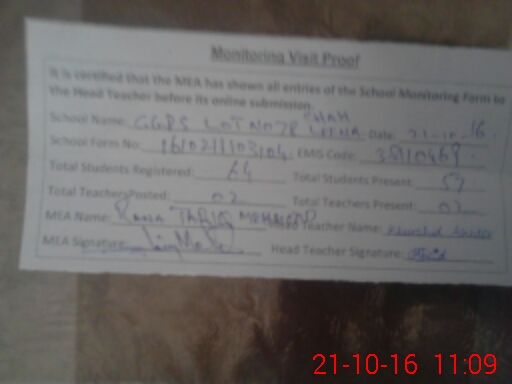 Monitoring Visit Proof
It is certified that the MEA has shown all entries of the School Monitoring Form to
the Head Teacher before its online submission.
School Name: GGPS LOT NO 78 CHAH Date: 21-10-16
School Form No: EMIS Code:
Total Students Registered: 64 Total Students Present: 57
Total TeachersPosted: 02 Total Teachers Present: 02
MEA Name: RANA TARIQ MEHMOOD Head Teacher Name:
MEA Signature: Head Teacher Signature:
21-10-16 11:09